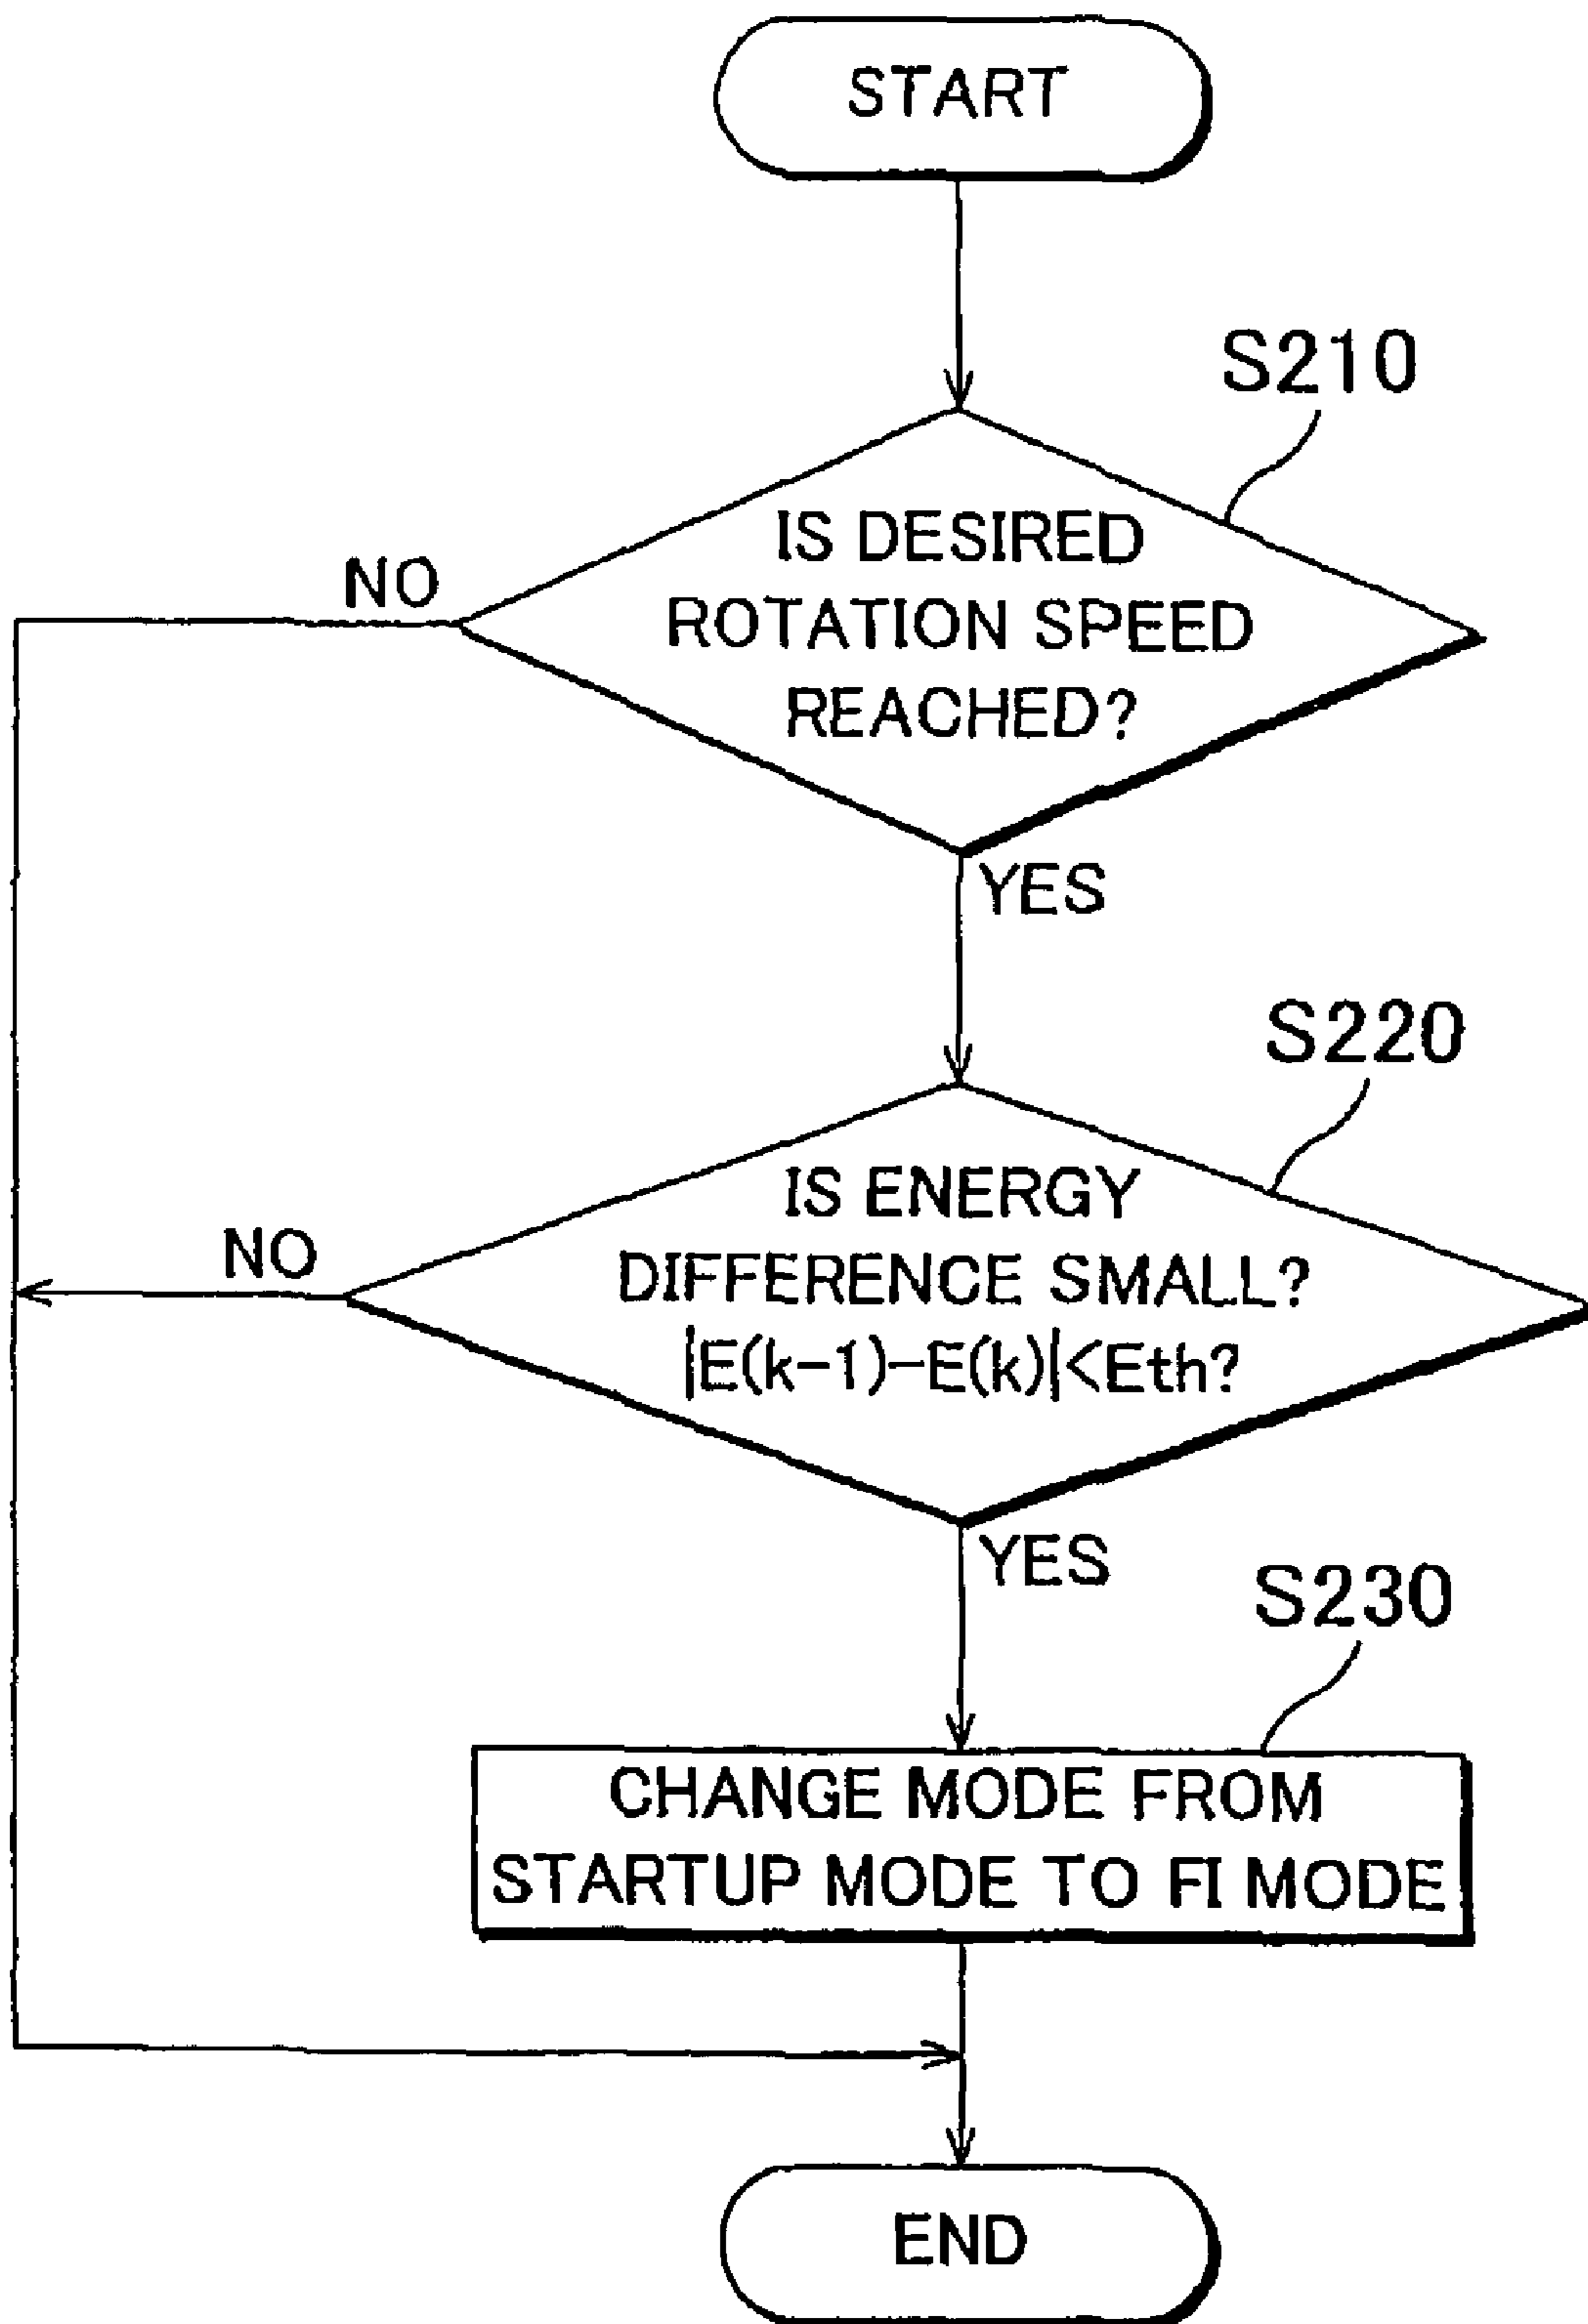 START
S210
IS DESIRED
ROTATION SPEED
REACHED?
NO
YES
S220
IS ENERGY
DIFFERENCE SMALL?
|E(k-1)-E(k)|<Eth?
NO
YES
S230
CHANGE MODE FROM
STARTUP MODE TO FI MODE
END